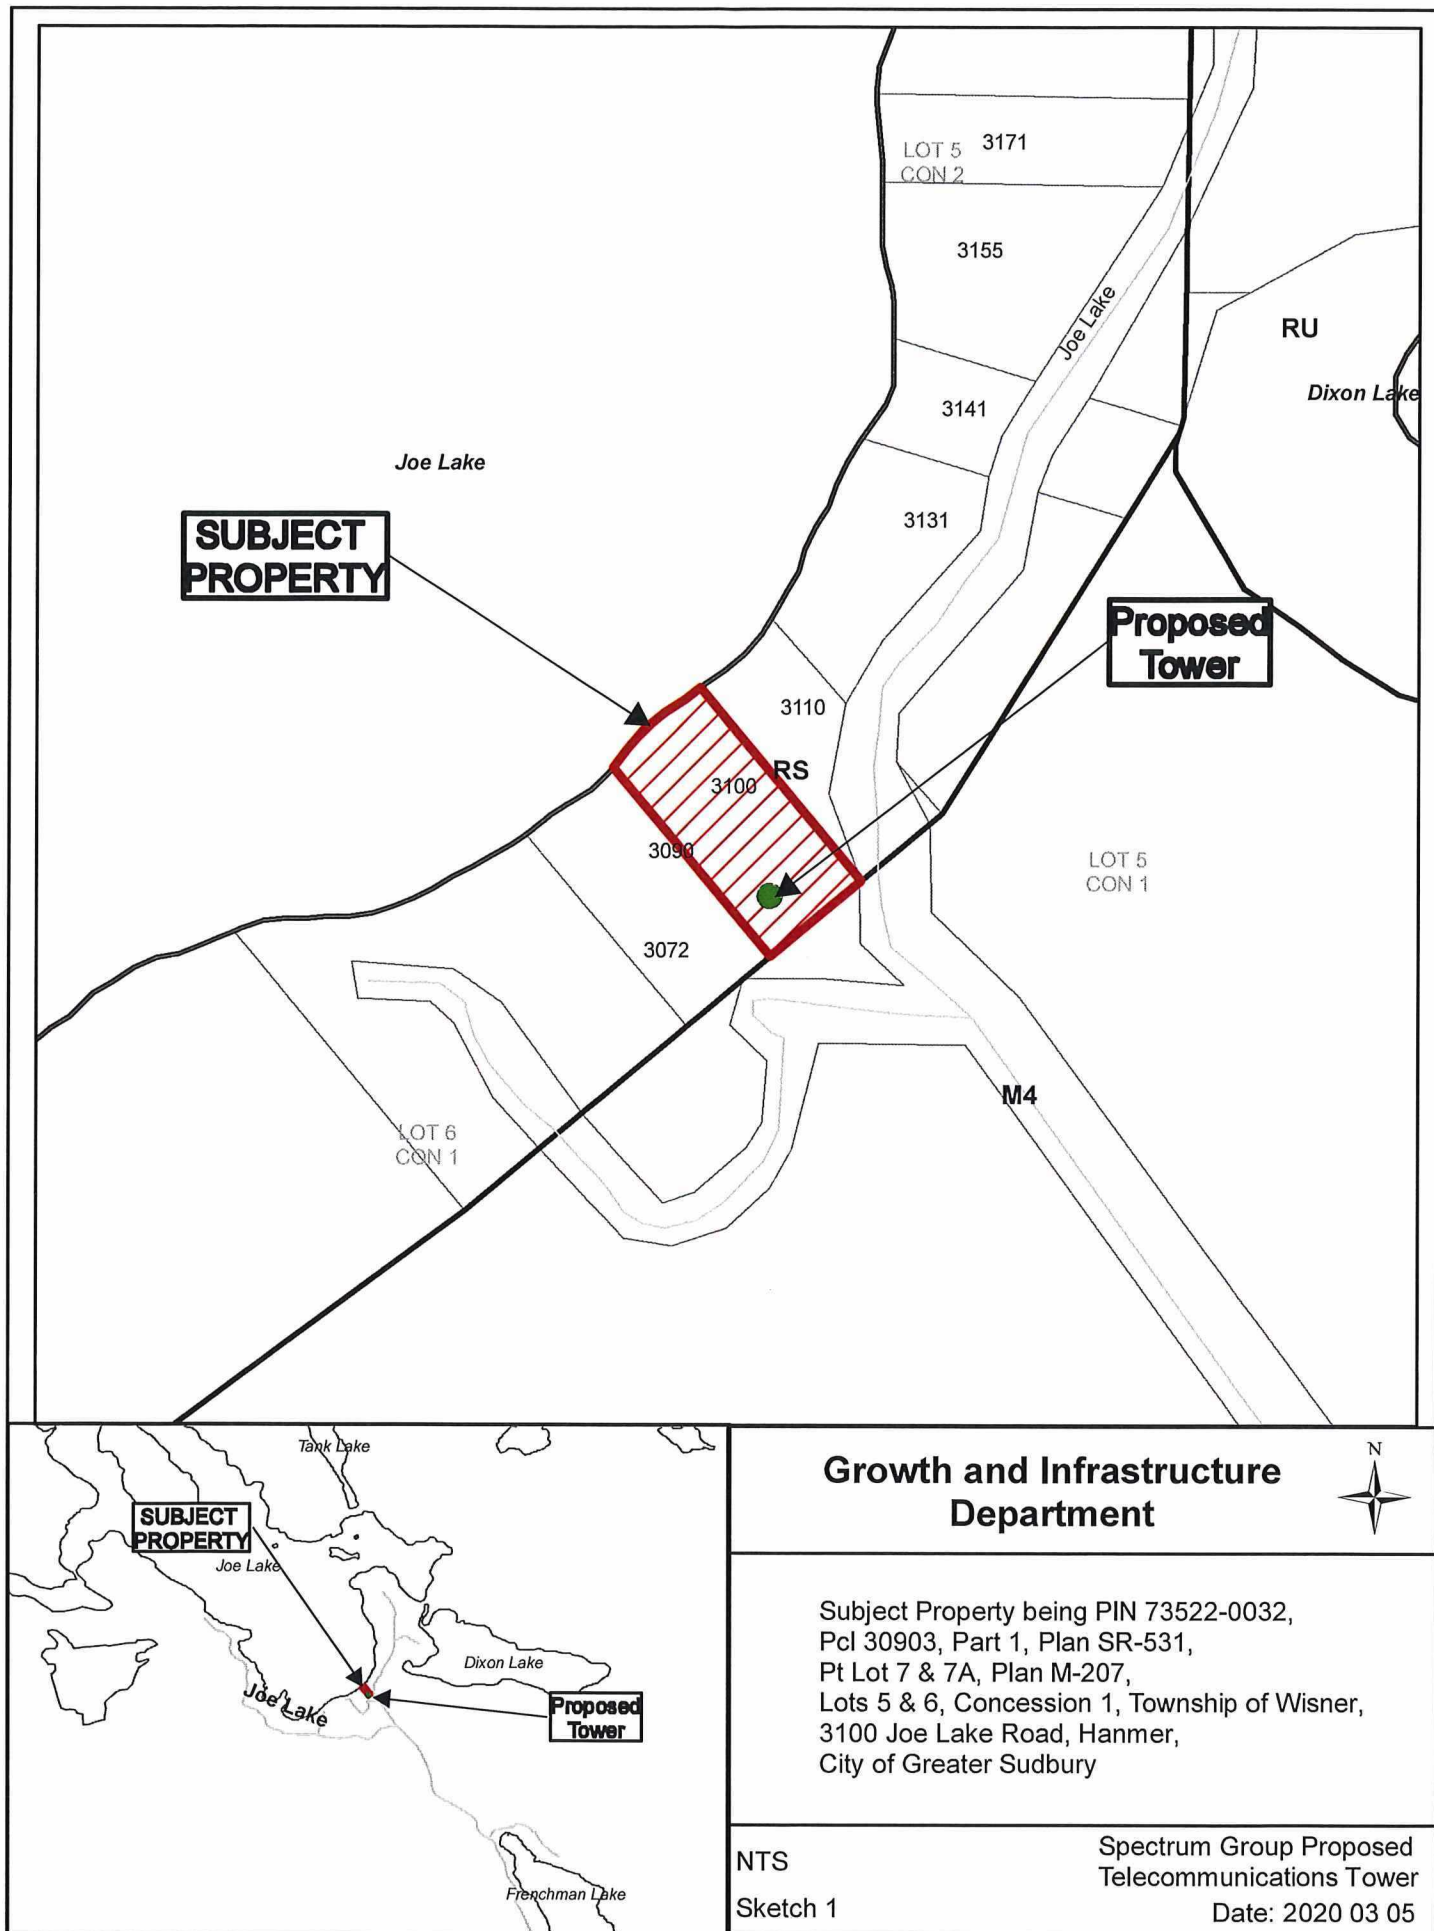 3171
LOT 5
CON 2
3155
Joe Lake
RU
Dixon Lake
3141
Joe Lake
3131
SUBJECT
PROPERTY
Proposed
Tower
3110
RS
3100
3090
LOT 5
CON 1
3072
M4
LOT 6
CON 1
Tank Lake
SUBJECT
PROPERTY
Joe Lake
Dixon Lake
Joe Lake
Proposed
Tower
Frenchman Lake
Growth and Infrastructure
Department
N
Subject Property being PIN 73522-0032,
Pcl 30903, Part 1, Plan SR-531,
Pt Lot 7 & 7A, Plan M-207,
Lots 5 & 6, Concession 1, Township of Wisner,
3100 Joe Lake Road, Hanmer,
City of Greater Sudbury
NTS
Sketch 1
Spectrum Group Proposed
Telecommunications Tower
Date: 2020 03 05